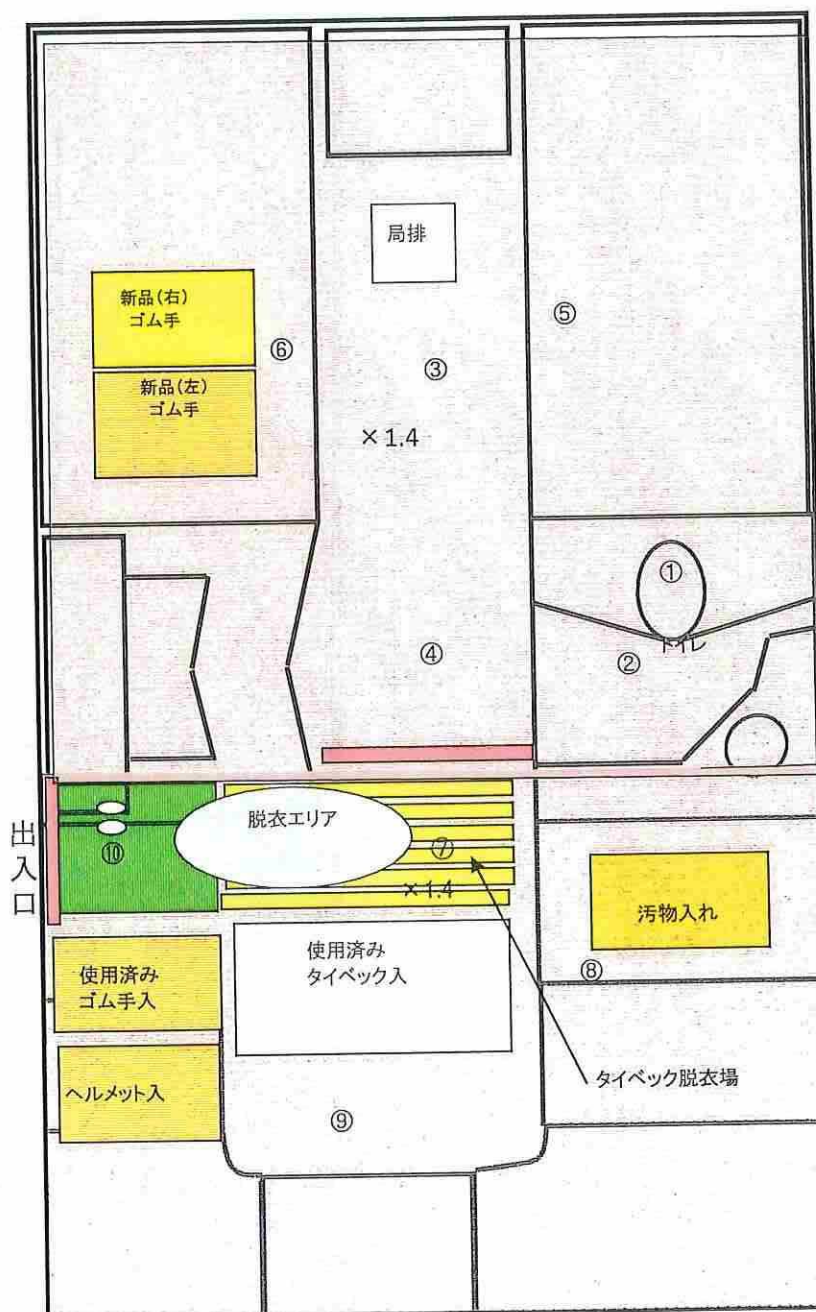 局排
新品(右)
ゴム手
⑥
⑤
③
新品(左)
ゴム手
×1.4
①
④
②
トイレ
出入口
脱衣エリア
⑩
⑦
×1.4
汚物入れ
使用済み
タイベック入
使用済み
ゴム手入
⑧
ヘルメット入
タイベック脱衣場
⑨